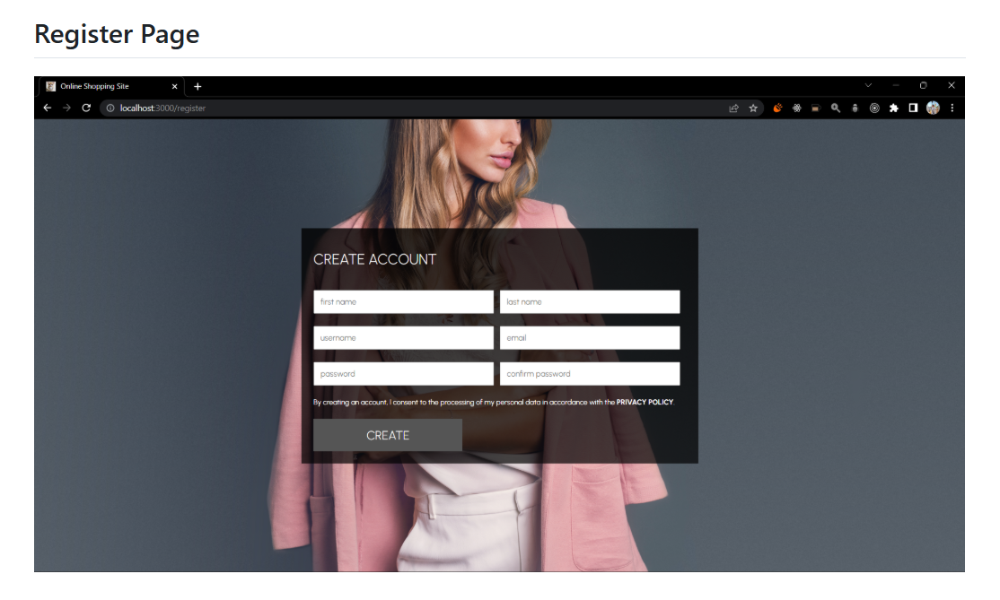 Register Page
Online Shopping Site
localhost:3000/register
CREATE ACCOUNT
first name last name
username email
password confirm password
By creating an account, I consent to the processing of my personal data in accordance with the PRIVACY POLICY.
CREATE